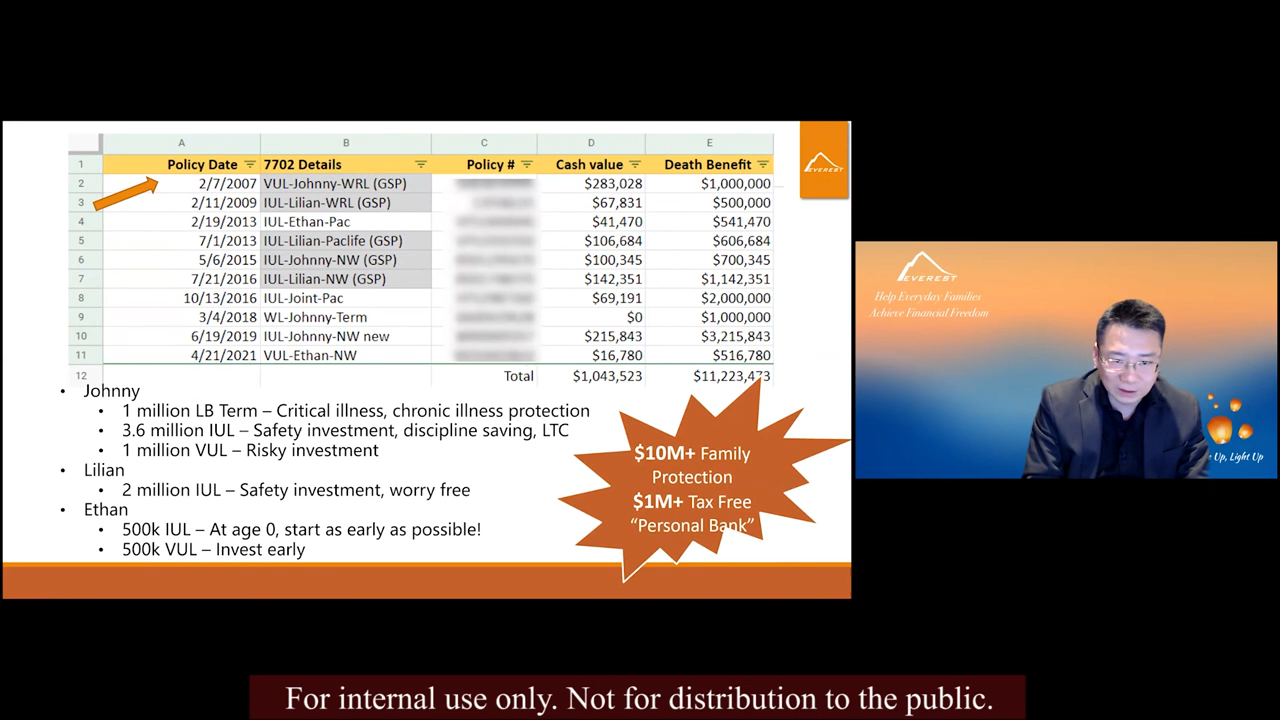 A B C D E
1 Policy Date 7702 Details Policy # Cash value Death Benefit
2 2/7/2007 VUL-Johnny-WRL (GSP) $283,028 $1,000,000
3 2/11/2009 IUL-Lilian-WRL (GSP) $67,831 $500,000
4 2/19/2013 IUL-Ethan-Pac $41,470 $541,470
5 7/1/2013 IUL-Lilian-Paclife (GSP) $106,684 $606,684
6 5/6/2015 IUL-Johnny-NW (GSP) $100,345 $700,345
7 7/21/2016 IUL-Lilian-NW (GSP) $142,351 $1,142,351
8 10/13/2016 IUL-Joint-Pac $69,191 $2,000,000
9 3/4/2018 WL-Johnny-Term $0 $1,000,000
10 6/19/2019 IUL-Johnny-NW new $215,843 $3,215,843
11 4/21/2021 VUL-Ethan-NW $16,780 $516,780
12 Total $1,043,523 $11,223,473
EVEREST
• Johnny
• 1 million LB Term – Critical illness, chronic illness protection
• 3.6 million IUL – Safety investment, discipline saving, LTC
• 1 million VUL – Risky investment
• Lilian
• 2 million IUL – Safety investment, worry free
• Ethan
• 500k IUL – At age 0, start as early as possible!
• 500k VUL – Invest early
$10M+ Family
Protection
$1M+ Tax Free
“Personal Bank”
EVEREST
Help Everyday Families
Achieve Financial Freedom
Up, Light Up
For internal use only. Not for distribution to the public.